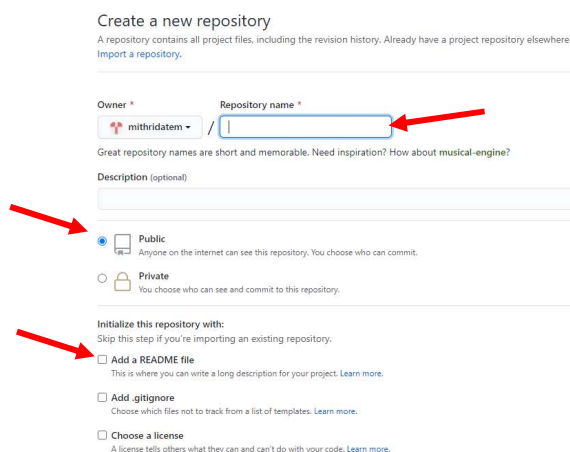 Create a new repository
A repository contains all project files, including the revision history. Already have a project repository elsewhere
Import a repository.
Owner * Repository name *
mithridatem /
Great repository names are short and memorable. Need inspiration? How about musical-engine?
Description (optional)
Public
Anyone on the internet can see this repository. You choose who can commit.
Private
You choose who can see and commit to this repository.
Initialize this repository with:
Skip this step if you're importing an existing repository.
Add a README file
This is where you can write a long description for your project. Learn more.
Add .gitignore
Choose which files not to track from a list of templates. Learn more.
Choose a license
A license tells others what they can and can't do with your code. Learn more.